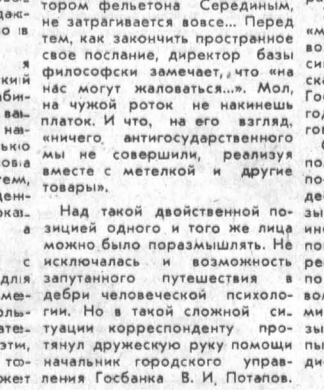 тором фельетона Серединым,
не затрагивается вовсе... Перед
тем, как закончить пространное
свое послание, директор базы
философски замечает, что «на
нас могут жаловаться...». Мол,
на чужой роток не накинешь
платок. И что, на его взгляд,
«ничего антигосударственного
мы не совершили, реализуя
вместе с метелкой и другие
товары».
Над такой двойственной по-
зицией одного и того же лица
можно было поразмышлять. Не
исключалась и возможность
запутанного путешествия в
дебри человеческой психоло-
гии. Но в такой сложной си-
туации корреспонденту про-
тянул дружескую руку помощи
начальник городского управ-
ления Госбанка В. И. Потапов.